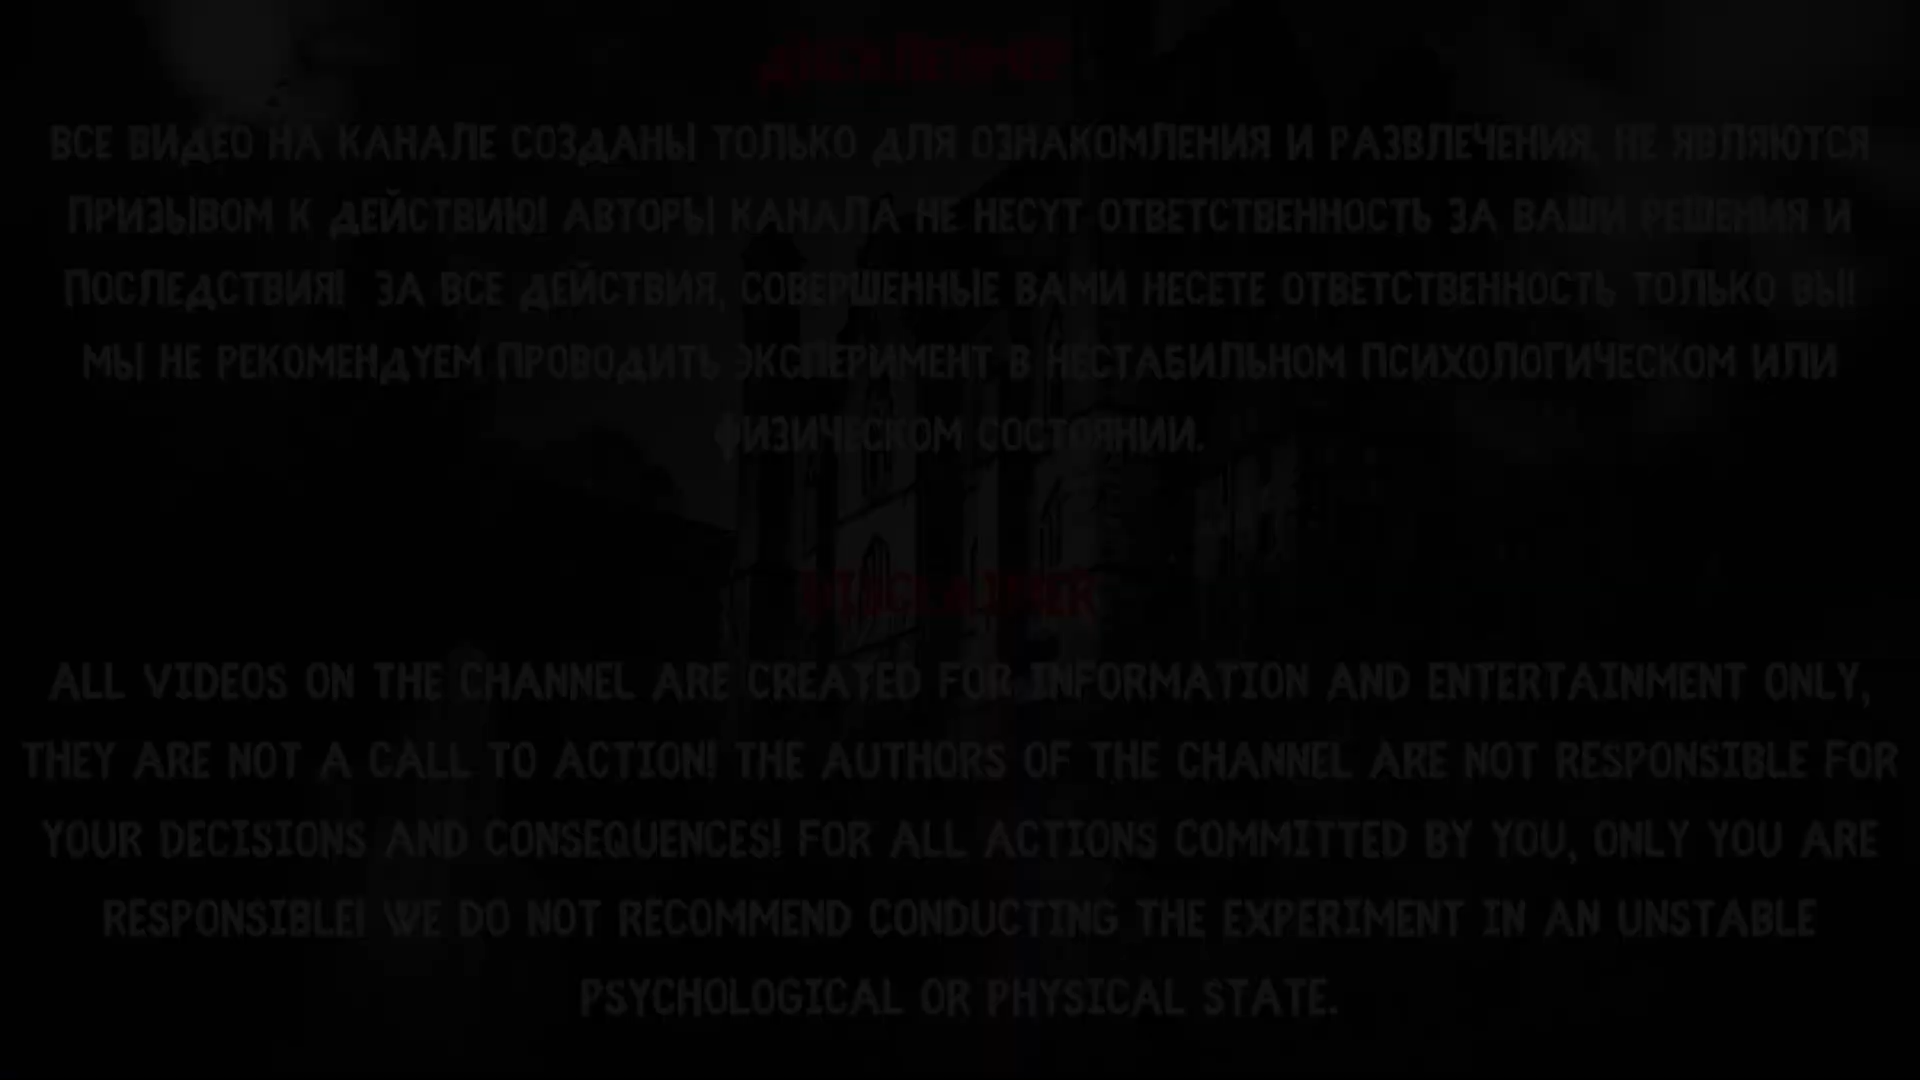 ДИСКЛЕЙМЕР
ВСЕ ВИДЕО НА КАНАЛЕ СОЗДАНЫ ТОЛЬКО ДЛЯ ОЗНАКОМЛЕНИЯ И РАЗВЛЕЧЕНИЯ, НЕ ЯВЛЯЮТСЯ
ПРИЗЫВОМ К ДЕЙСТВИЮ! АВТОРЫ КАНАЛА НЕ НЕСУТ ОТВЕТСТВЕННОСТЬ ЗА ВАШИ РЕШЕНИЯ И
ПОСЛЕДСТВИЯ! ЗА ВСЕ ДЕЙСТВИЯ, СОВЕРШЕННЫЕ ВАМИ НЕСЕТЕ ОТВЕТСТВЕННОСТЬ ТОЛЬКО ВЫ!
МЫ НЕ РЕКОМЕНДУЕМ ПРОВОДИТЬ ЭКСПЕРИМЕНТ В НЕСТАБИЛЬНОМ ПСИХОЛОГИЧЕСКОМ ИЛИ
ФИЗИЧЕСКОМ СОСТОЯНИИ.
DISCLAIMER
ALL VIDEOS ON THE CHANNEL ARE CREATED FOR INFORMATION AND ENTERTAINMENT ONLY,
THEY ARE NOT A CALL TO ACTION! THE AUTHORS OF THE CHANNEL ARE NOT RESPONSIBLE FOR
YOUR DECISIONS AND CONSEQUENCES! FOR ALL ACTIONS COMMITTED BY YOU, ONLY YOU ARE
RESPONSIBLE! WE DO NOT RECOMMEND CONDUCTING THE EXPERIMENT IN AN UNSTABLE
PSYCHOLOGICAL OR PHYSICAL STATE.